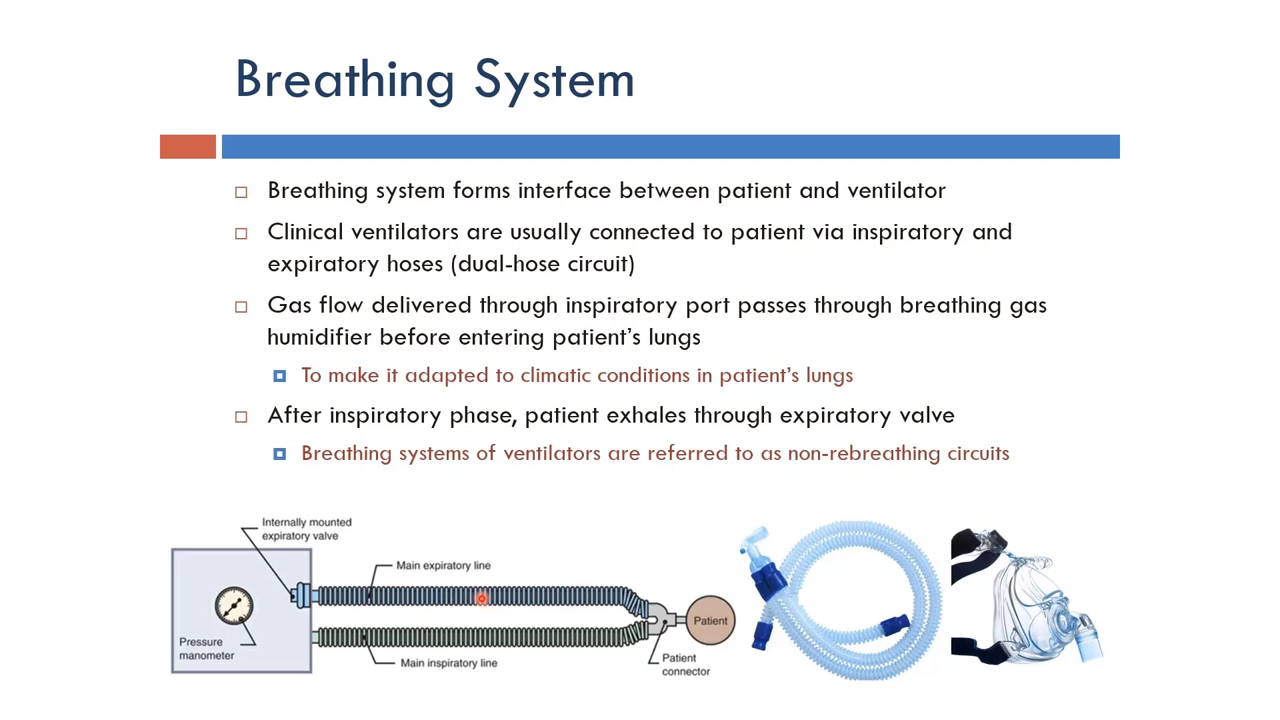 Breathing System
Breathing system forms interface between patient and ventilator
Clinical ventilators are usually connected to patient via inspiratory and
expiratory hoses (dual-hose circuit)
Gas flow delivered through inspiratory port passes through breathing gas
humidifier before entering patient's lungs
To make it adapted to climatic conditions in patient's lungs
After inspiratory phase, patient exhales through expiratory valve
Breathing systems of ventilators are referred to as non-rebreathing circuits
Internally mounted
expiratory valve
Main expiratory line
Pressure
manometer
Main inspiratory line
Patient
Patient
connector